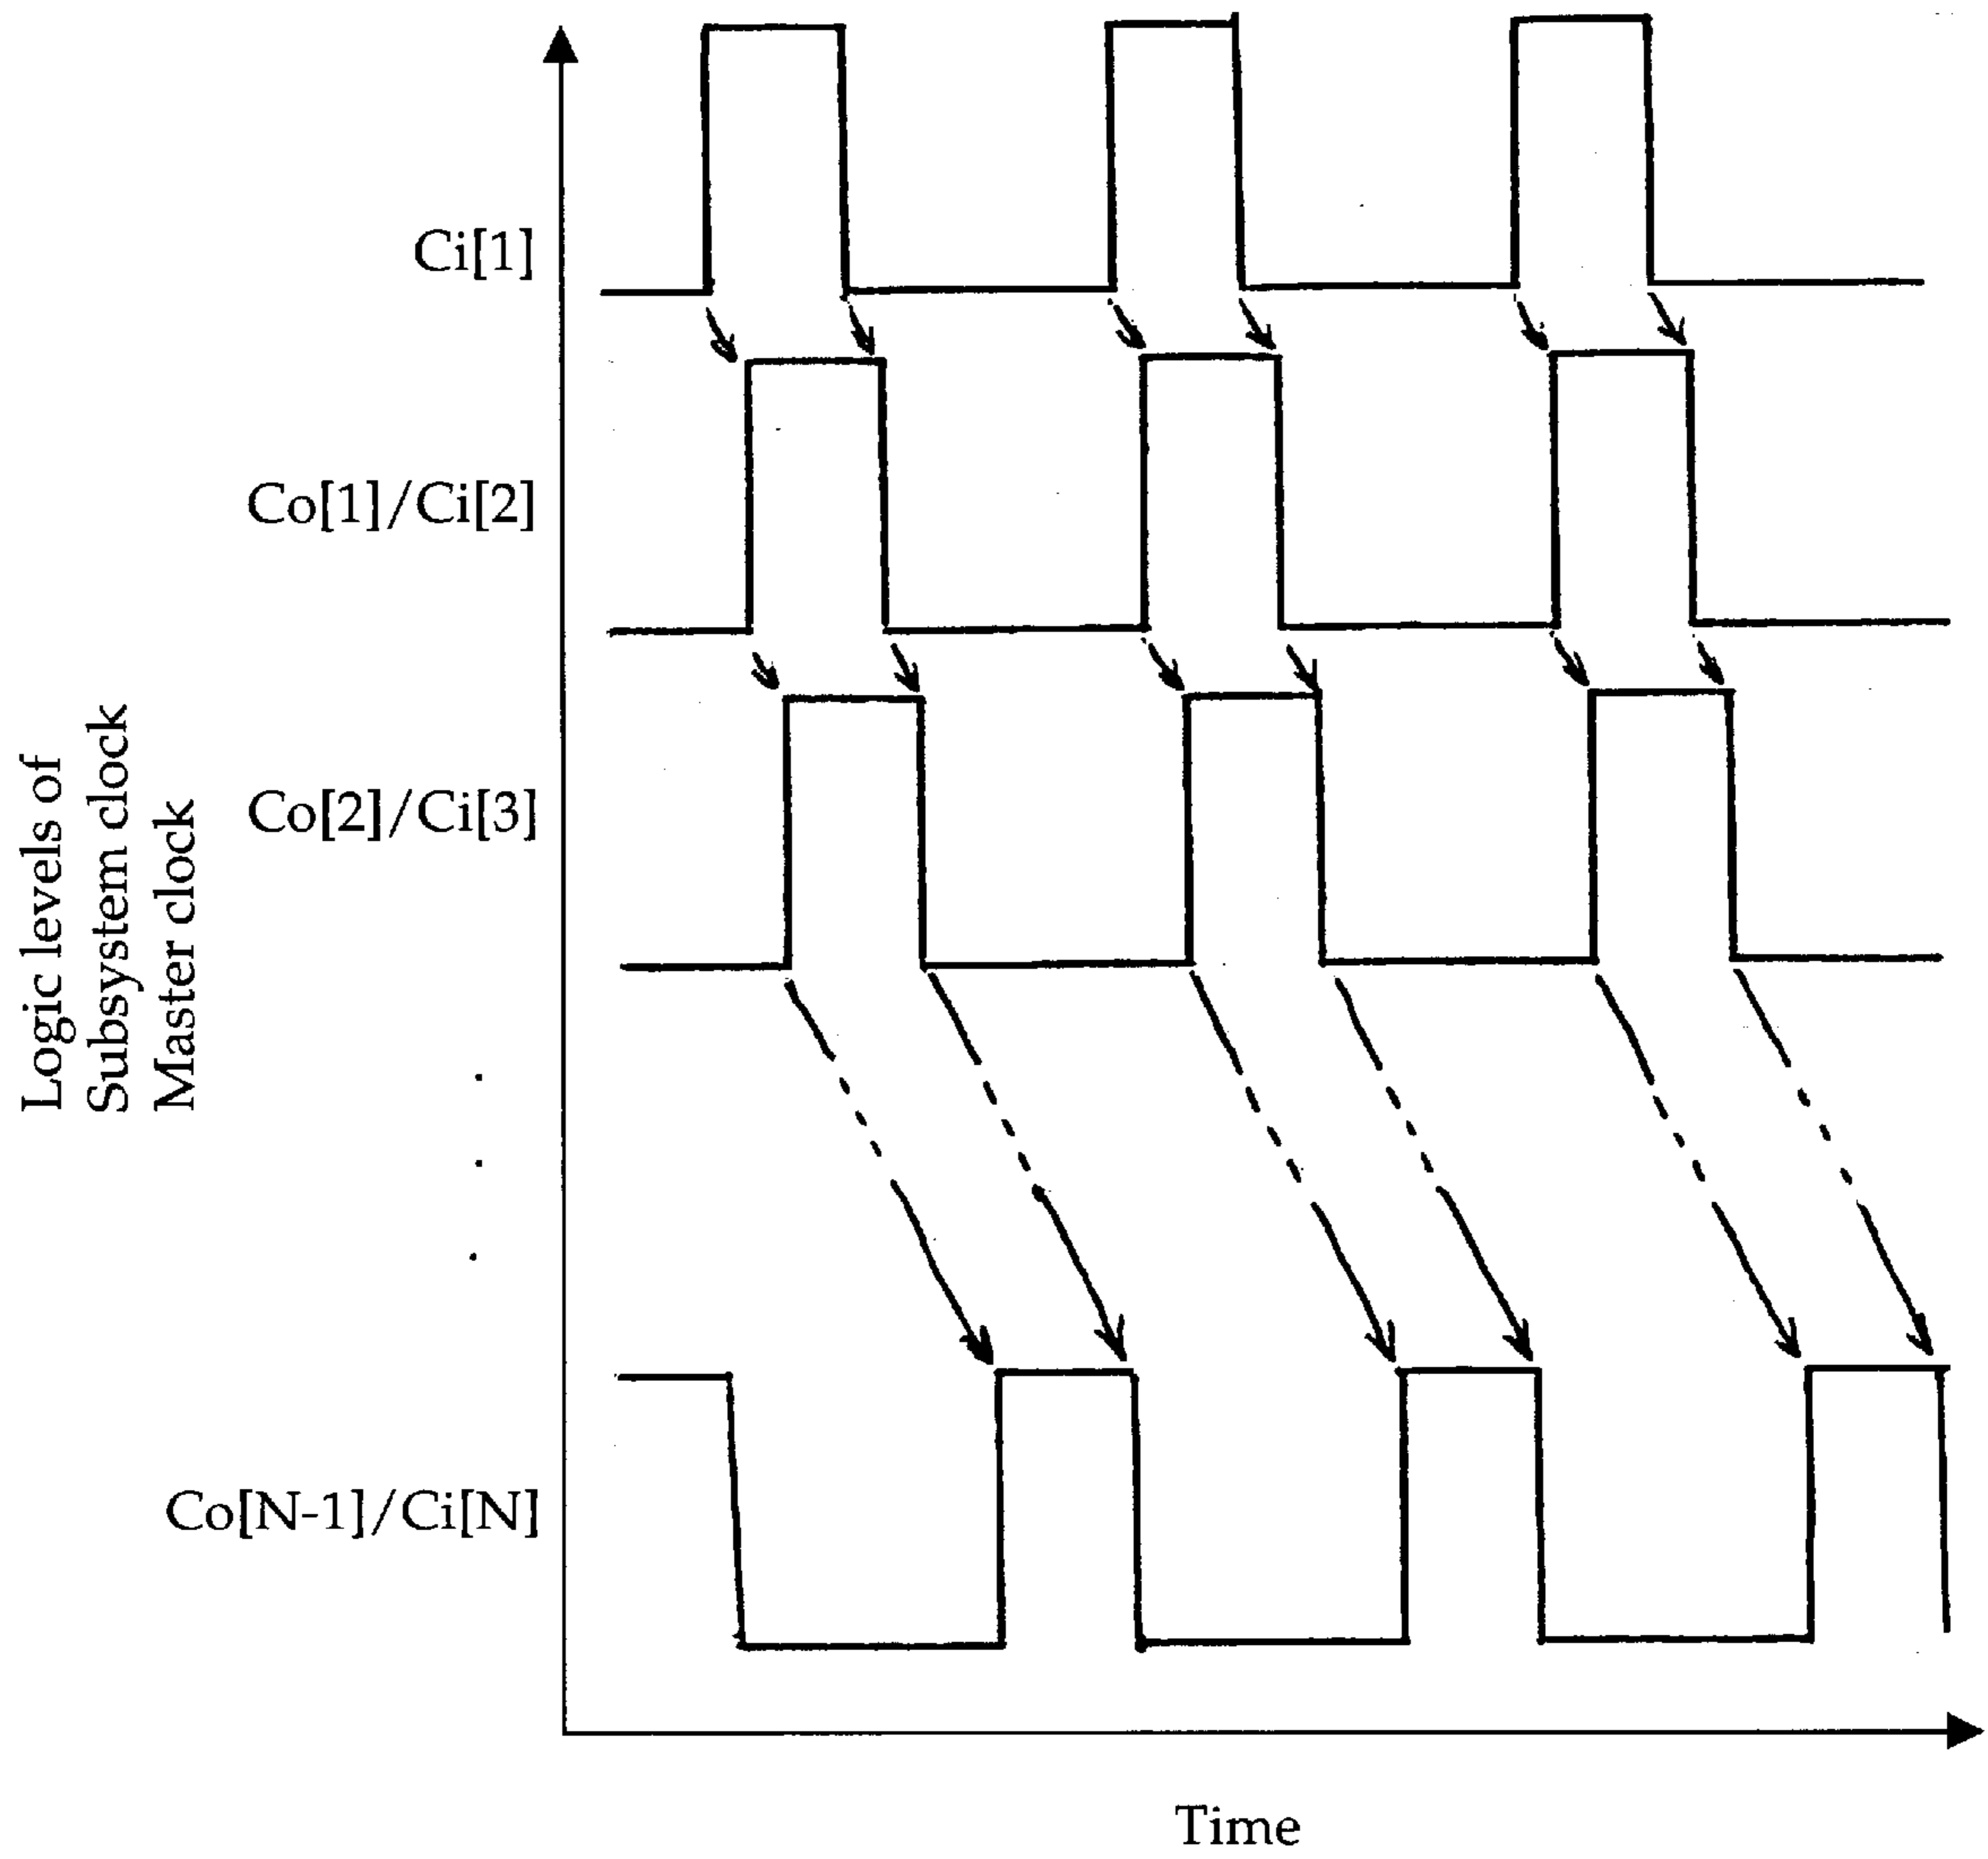 Ci[1]
Co[1]/Ci[2]
Co[2]/Ci[3]
Logic levels of
Subsystem clock
Master clock
Co[N-1]/Ci[N]
Time